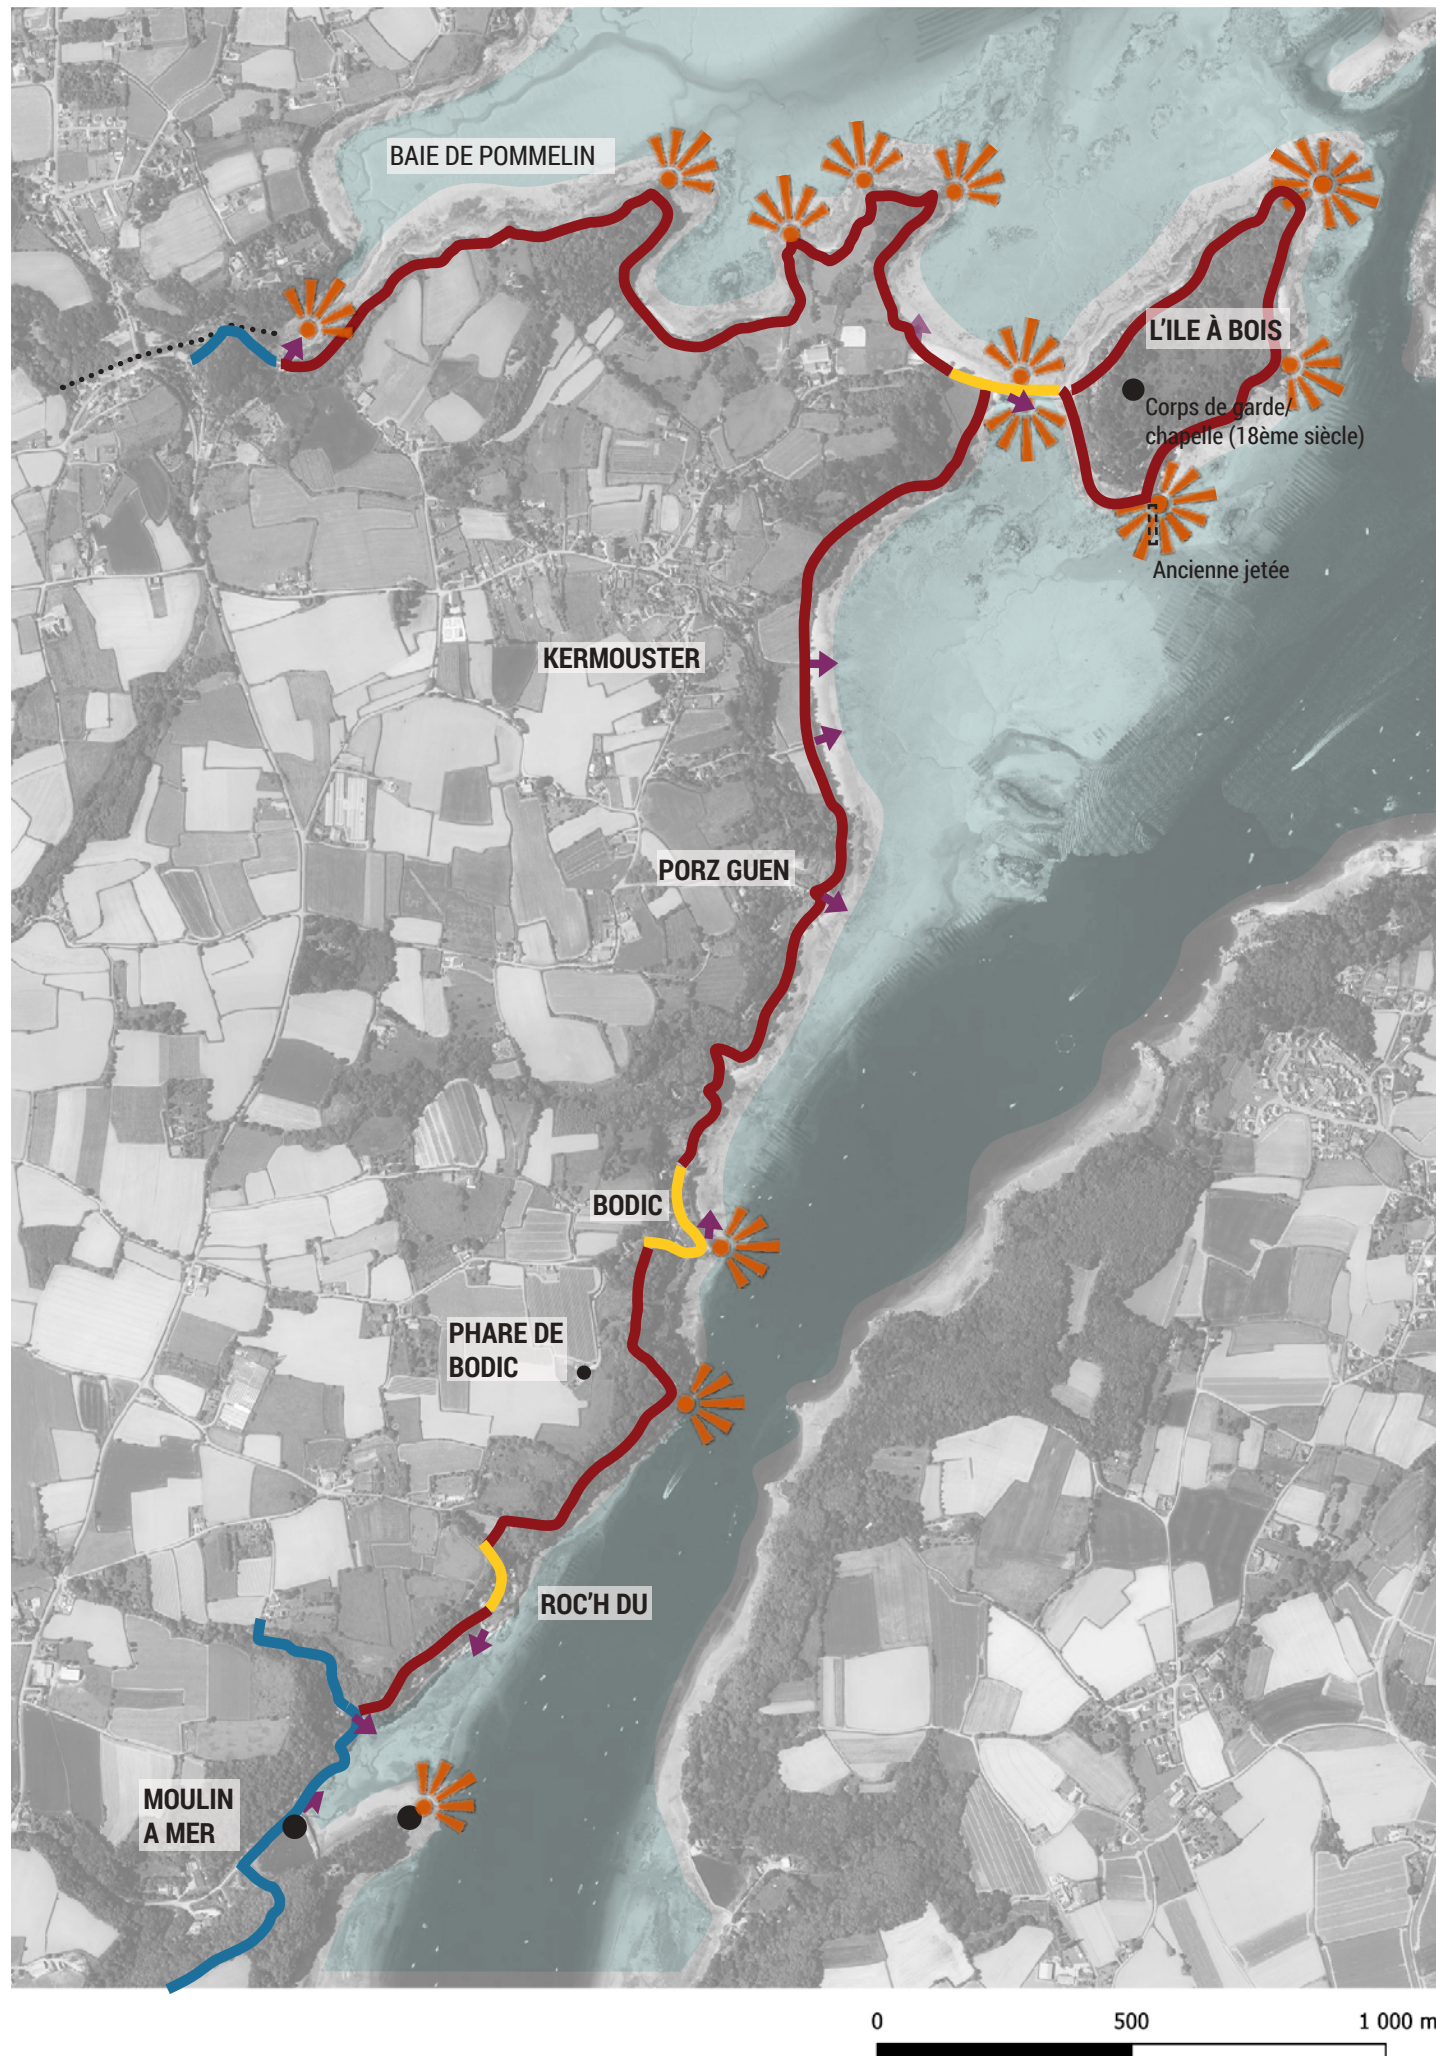 BAIE DE POMMELIN
L'ILE À BOIS
Corps de garde/
chapelle (18ème siècle)
Ancienne jetée
KERMOUSTER
PORZ GUEN
BODIC
PHARE DE
BODIC
ROC'H DU
MOULIN
A MER
0 500 1 000 m